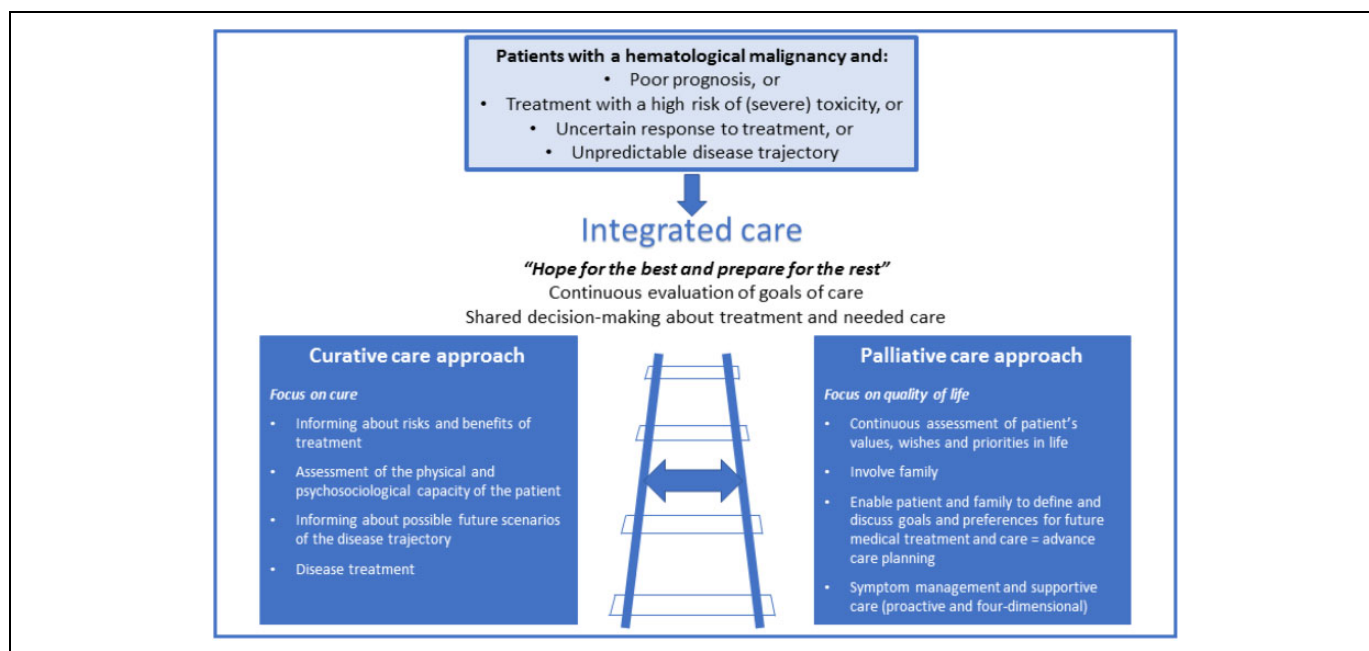 Patients with a hematological malignancy and:
• Poor prognosis, or
• Treatment with a high risk of (severe) toxicity, or
• Uncertain response to treatment, or
• Unpredictable disease trajectory
Integrated care
“Hope for the best and prepare for the rest”
Continuous evaluation of goals of care
Shared decision-making about treatment and needed care
Curative care approach
Focus on cure
• Informing about risks and benefits of
treatment
• Assessment of the physical and
psychosociological capacity of the patient
• Informing about possible future scenarios
of the disease trajectory
• Disease treatment
Palliative care approach
Focus on quality of life
• Continuous assessment of patient’s
values, wishes and priorities in life
• Involve family
• Enable patient and family to define and
discuss goals and preferences for future
medical treatment and care = advance
care planning
• Symptom management and supportive
care (proactive and four-dimensional)